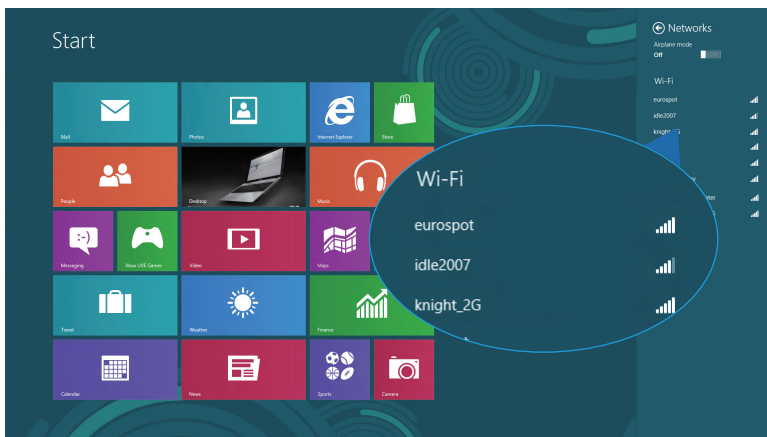 Start
Mail
Photos
Internet Explorer
Store
People
Desktop
Music
Messaging
Xbox LIVE Games
Video
Maps
Travel
Weather
Finance
Calendar
News
Sports
Camera
Networks
Airplane mode
Off
Wi-Fi
eurospot
idle2007
Wi-Fi
eurospot
idle2007
knight_2G